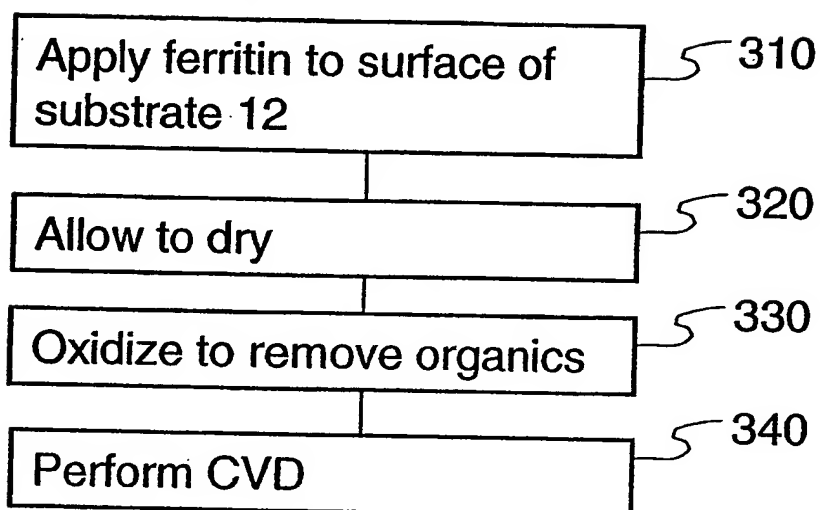 Apply ferritin to surface of
substrate 12
310
Allow to dry
320
Oxidize to remove organics
330
Perform CVD
340